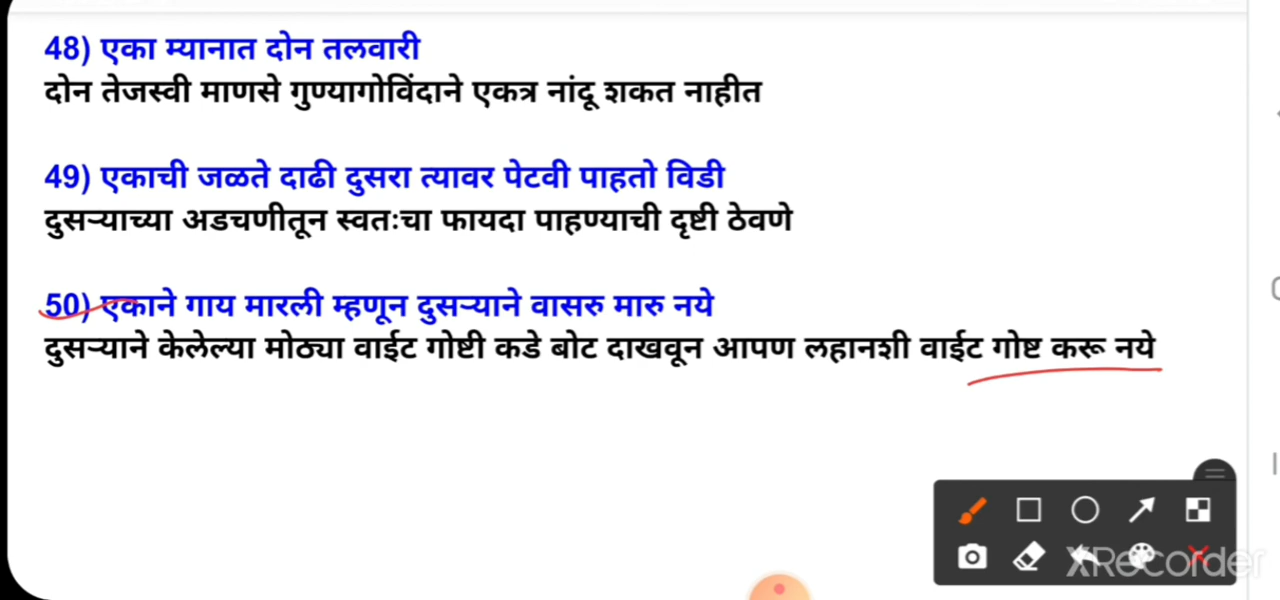 48) एका म्यानात दोन तलवारी
दोन तेजस्वी माणसे गुण्यागोविंदाने एकत्र नांदू शकत नाहीत
49) एकाची जळते दाढी दुसरा त्यावर पेटवी पाहतो विडी
दुसऱ्याच्या अडचणीतून स्वतःचा फायदा पाहण्याची दृष्टी ठेवणे
50) एकाने गाय मारली म्हणून दुसऱ्याने वासरु मारु नये
दुसऱ्याने केलेल्या मोठ्या वाईट गोष्टी कडे बोट दाखवून आपण लहानशी वाईट गोष्ट करू नये
XRecorder